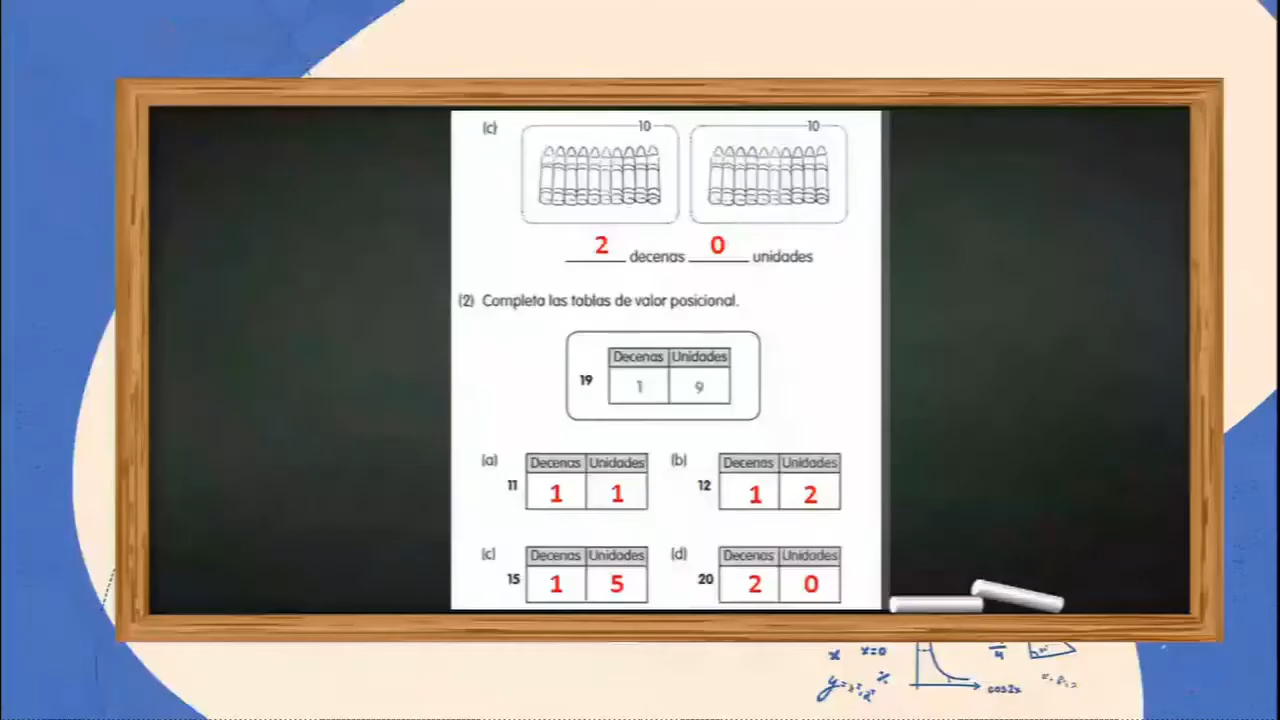 (c) 10 10
2 decenas 0 unidades
(2) Completa las tablas de valor posicional.
Decenas Unidades
19 1 9
(a) Decenas Unidades (b) Decenas Unidades
11 1 1 12 1 2
(c) Decenas Unidades (d) Decenas Unidades
15 1 5 20 2 0
x x=0
cos2x